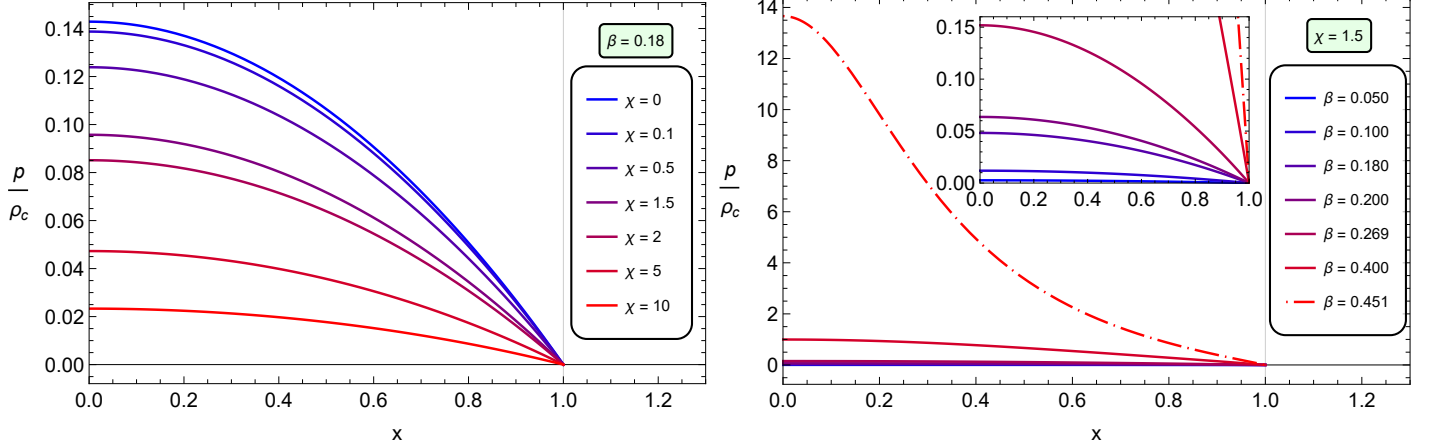 β = 0.18
χ = 0
χ = 0.1
χ = 0.5
χ = 1.5
χ = 2
χ = 5
χ = 10
0.14
0.12
0.10
0.08
0.06
0.04
0.02
0.00
p
ρc
0.0 0.2 0.4 0.6 0.8 1.0 1.2
x
χ = 1.5
β = 0.050
β = 0.100
β = 0.180
β = 0.200
β = 0.269
β = 0.400
β = 0.451
14
12
10
8
6
4
2
0
p
ρc
0.0 0.2 0.4 0.6 0.8 1.0 1.2
x
0.15
0.10
0.05
0.00
0.0 0.2 0.4 0.6 0.8 1.0